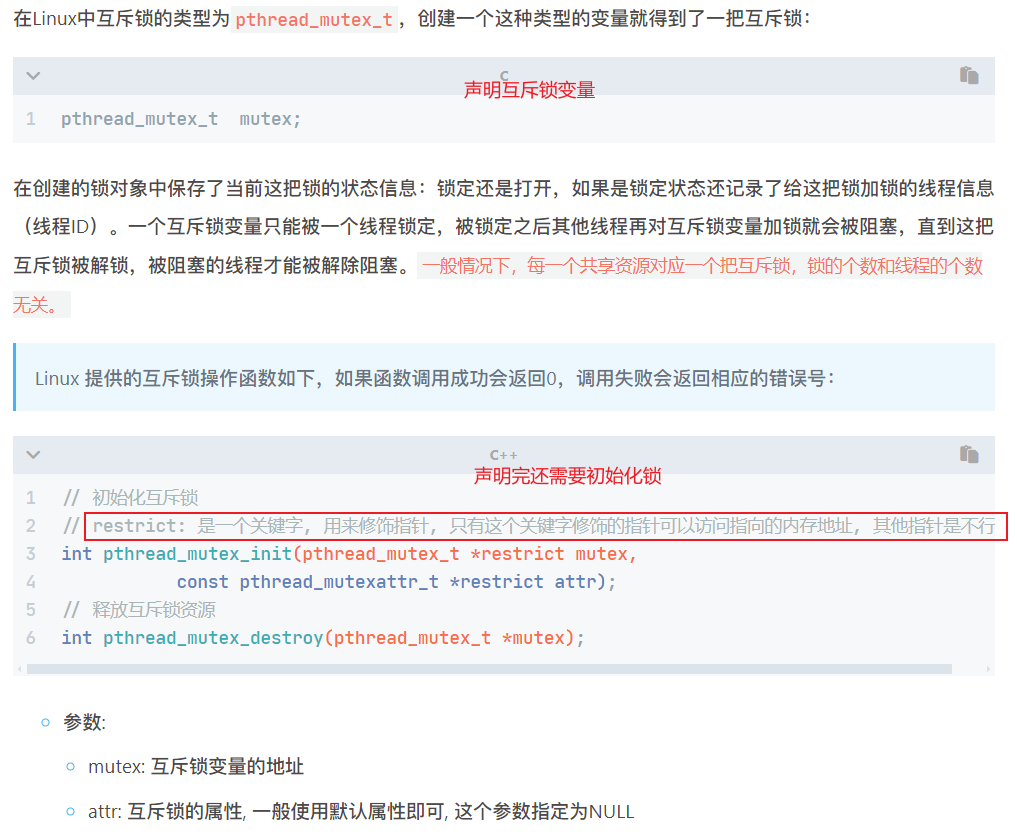 在Linux中互斥锁的类型为 pthread_mutex_t ，创建一个这种类型的变量就得到了一把互斥锁：
C
声明互斥锁变量
1 pthread_mutex_t  mutex;
在创建的锁对象中保存了当前这把锁的状态信息：锁定还是打开，如果是锁定状态还记录了给这把锁加锁的线程信息
（线程ID）。一个互斥锁变量只能被一个线程锁定，被锁定之后其他线程再对互斥锁变量加锁就会被阻塞，直到这把
互斥锁被解锁，被阻塞的线程才能被解除阻塞。一般情况下，每一个共享资源对应一个把互斥锁，锁的个数和线程的个数
无关。
Linux 提供的互斥锁操作函数如下，如果函数调用成功会返回0，调用失败会返回相应的错误号：
C++
声明完还需要初始化锁
1 // 初始化互斥锁
2 // restrict: 是一个关键字, 用来修饰指针, 只有这个关键字修饰的指针可以访问指向的内存地址, 其他指针是不行
3 int pthread_mutex_init(pthread_mutex_t *restrict mutex,
4 const pthread_mutexattr_t *restrict attr);
5 // 释放互斥锁资源
6 int pthread_mutex_destroy(pthread_mutex_t *mutex);
参数:
mutex: 互斥锁变量的地址
attr: 互斥锁的属性, 一般使用默认属性即可, 这个参数指定为NULL